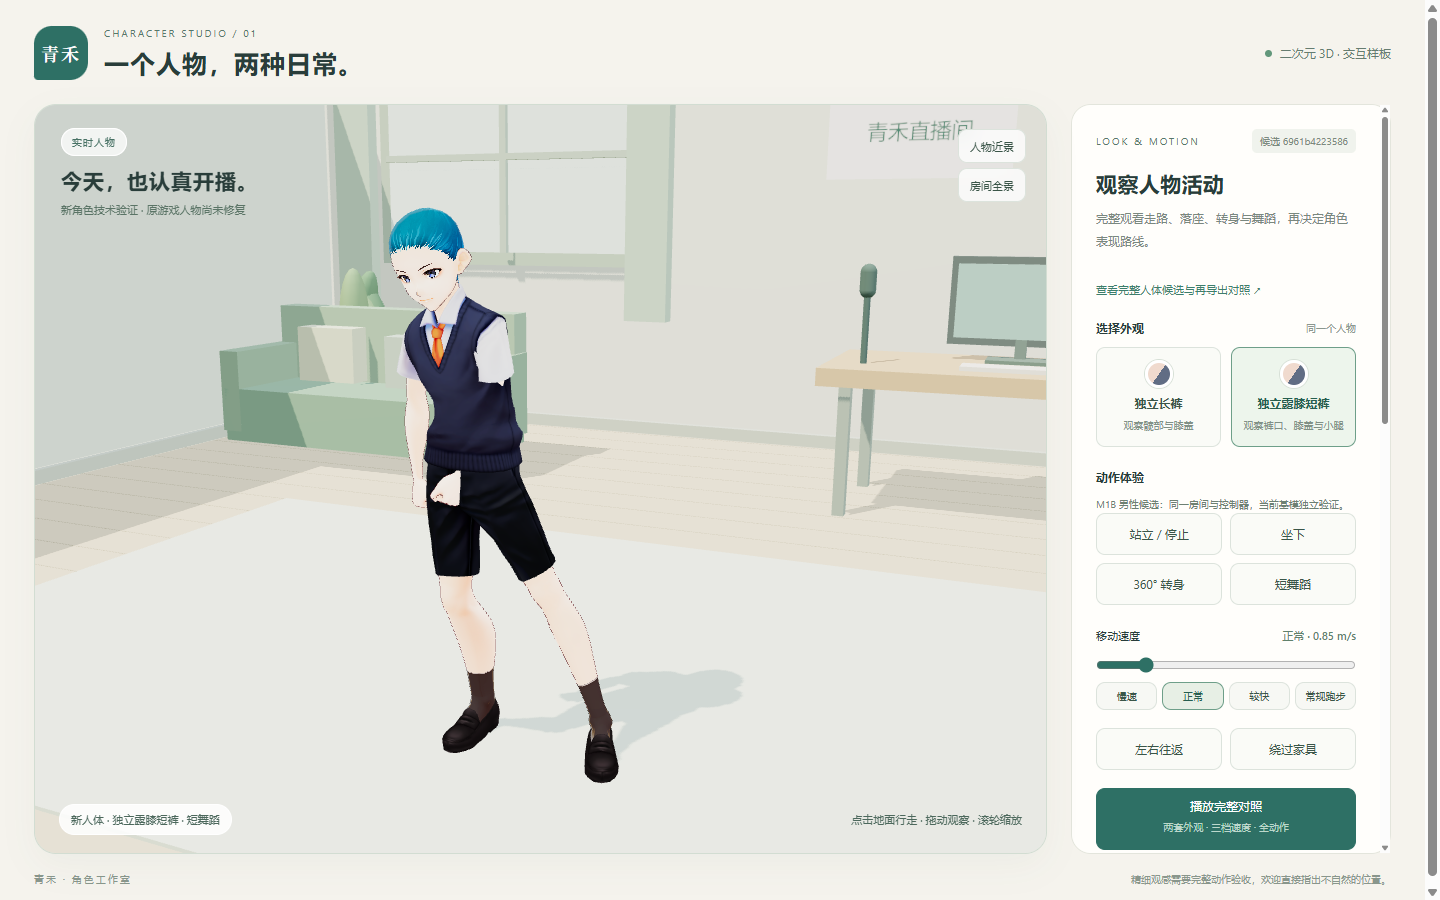 青禾
CHARACTER STUDIO / 01
一个人物，两种日常。
二次元 3D · 交互样板
实时人物
今天，也认真开播。
新角色技术验证 · 原游戏人物尚未修复
青禾直播间
人物近景
房间全景
新人体 · 独立露膝短裤 · 短舞蹈
点击地面行走 · 拖动观察 · 滚轮缩放
LOOK & MOTION
候选 6961b4223586
观察人物活动
完整观看走路、落座、转身与舞蹈，再决定角色
表现路线。
查看完整人体候选与再导出对照 ↗
选择外观
同一个人物
独立长裤
观察髋部与膝盖
独立露膝短裤
观察裤口、膝盖与小腿
动作体验
M18 男性候选：同一房间与控制器，当前基模独立验证。
站立 / 停止
坐下
360° 转身
短舞蹈
移动速度
正常 · 0.85 m/s
慢速
正常
较快
常规跑步
左右往返
绕过家具
播放完整对照
两套外观 · 三档速度 · 全动作
青禾 · 角色工作室
精细观感需要完整动作验收，欢迎直接指出不自然的位置。